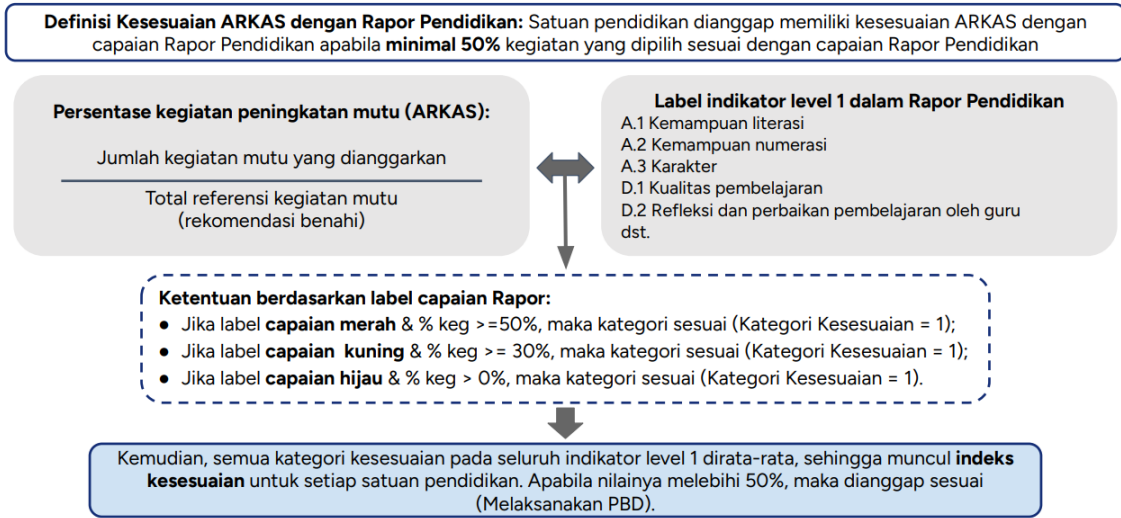 Definisi Kesesuaian ARKAS dengan Rapor Pendidikan: Satuan pendidikan dianggap memiliki kesesuaian ARKAS dengan
capaian Rapor Pendidikan apabila minimal 50% kegiatan yang dipilih sesuai dengan capaian Rapor Pendidikan
Persentase kegiatan peningkatan mutu (ARKAS):
Jumlah kegiatan mutu yang dianggarkan
Total referensi kegiatan mutu
(rekomendasi benahi)
Label indikator level 1 dalam Rapor Pendidikan
A.1 Kemampuan literasi
A.2 Kemampuan numerasi
A.3 Karakter
D.1 Kualitas pembelajaran
D.2 Refleksi dan perbaikan pembelajaran oleh guru
dst.
Ketentuan berdasarkan label capaian Rapor:
● Jika label capaian merah & % keg >=50%, maka kategori sesuai (Kategori Kesesuaian = 1);
● Jika label capaian kuning & % keg >= 30%, maka kategori sesuai (Kategori Kesesuaian = 1);
● Jika label capaian hijau & % keg > 0%, maka kategori sesuai (Kategori Kesesuaian = 1).
Kemudian, semua kategori kesesuaian pada seluruh indikator level 1 dirata-rata, sehingga muncul indeks
kesesuaian untuk setiap satuan pendidikan. Apabila nilainya melebihi 50%, maka dianggap sesuai
(Melaksanakan PBD).